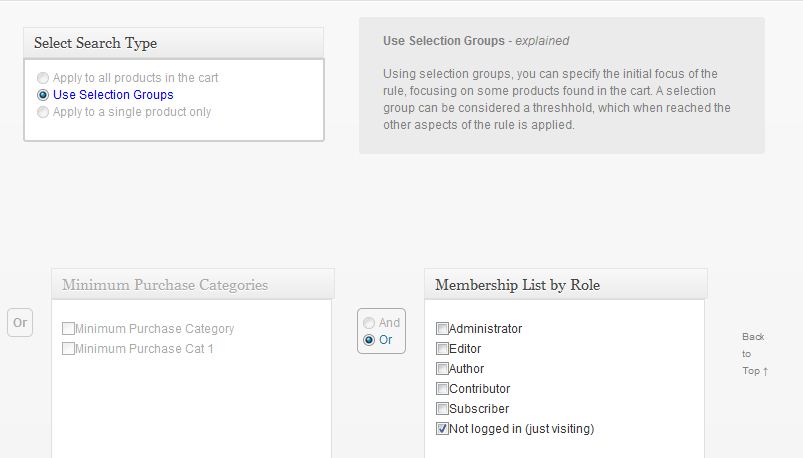 Select Search Type
Apply to all products in the cart
Use Selection Groups
Apply to a single product only
Use Selection Groups - explained
Using selection groups, you can specify the initial focus of the
rule, focusing on some products found in the cart. A selection
group can be considered a threshhold, which when reached the
other aspects of the rule is applied.
Or
Minimum Purchase Categories
Minimum Purchase Category
Minimum Purchase Cat 1
And
Or
Membership List by Role
Administrator
Editor
Author
Contributor
Subscriber
Not logged in (just visiting)
Back
to
Top ↑